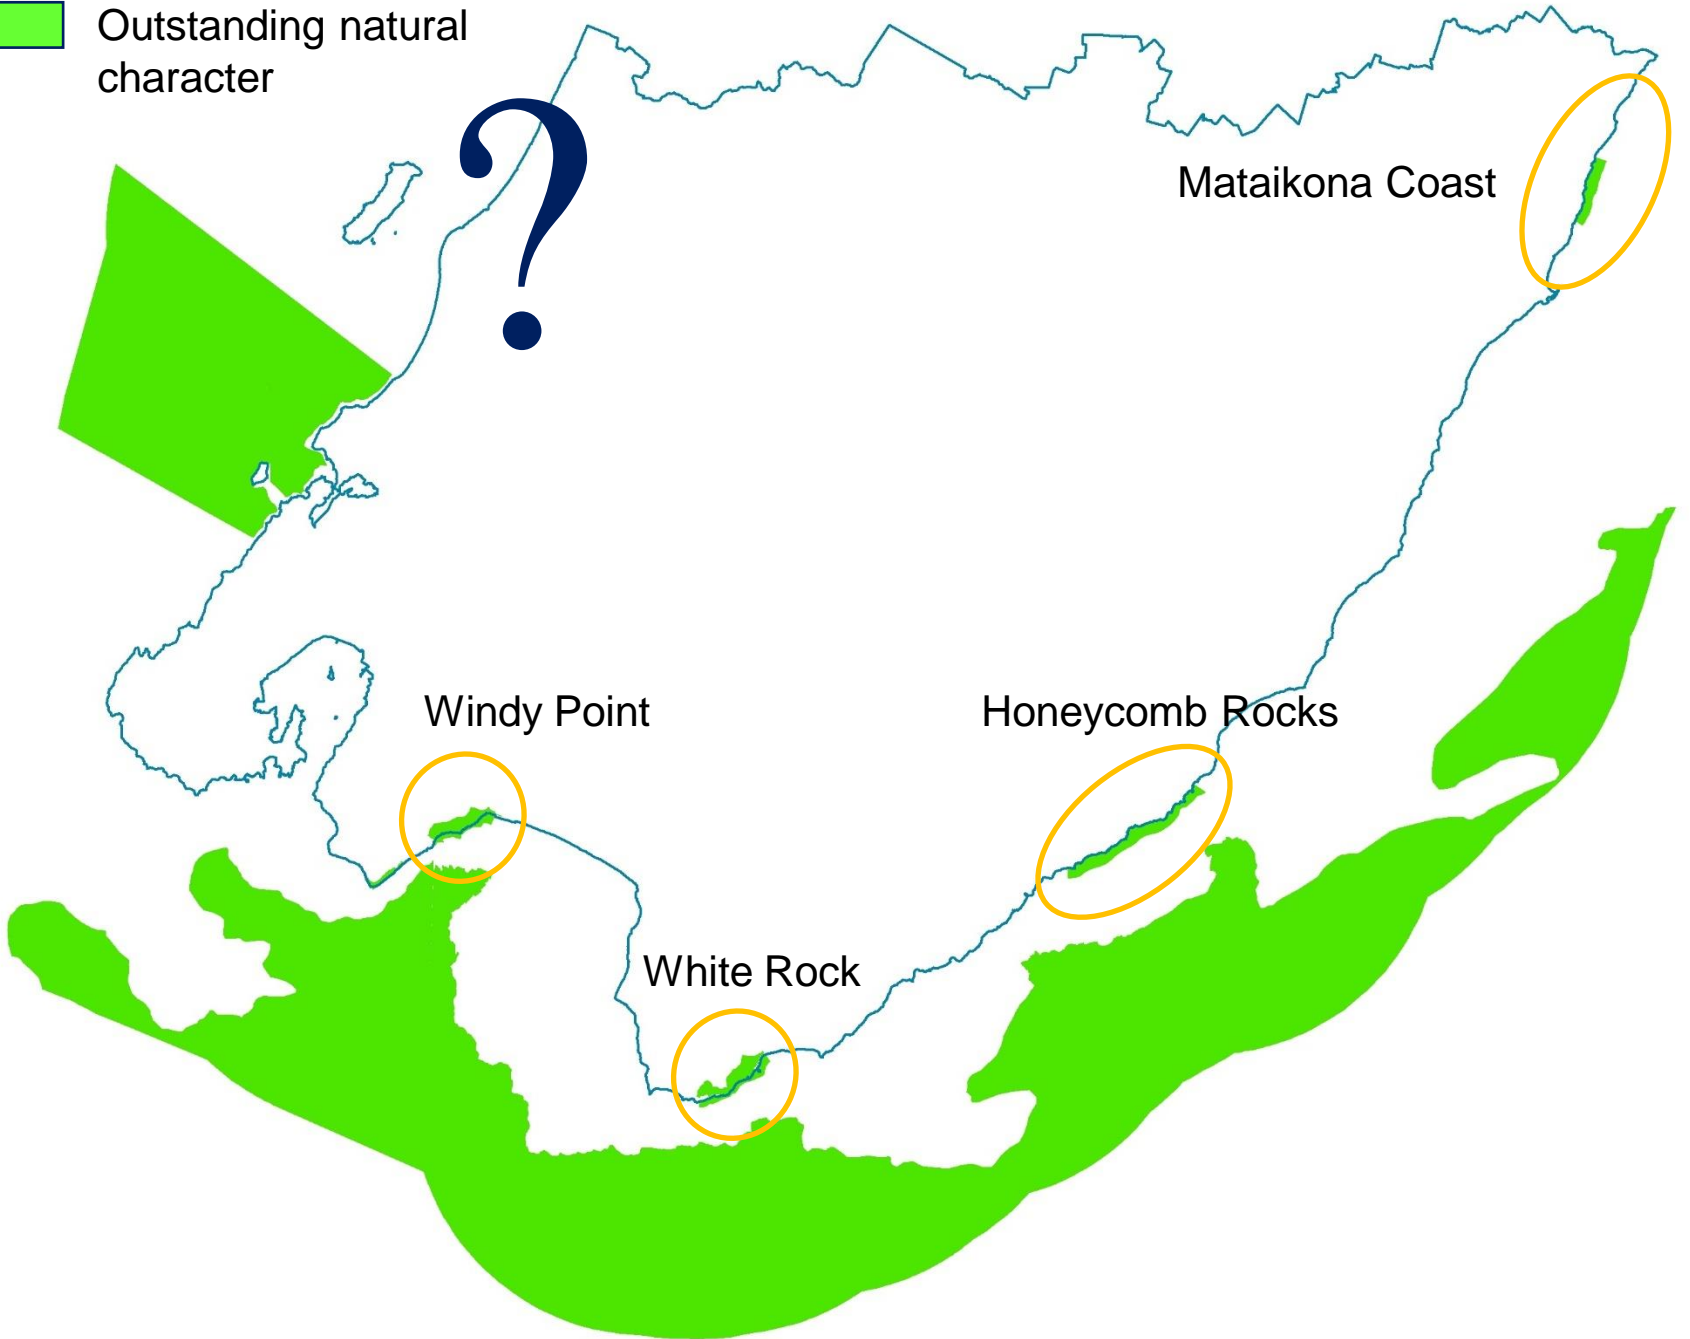 Outstanding natural
character
?
Mataikona Coast
Windy Point
Honeycomb Rocks
White Rock